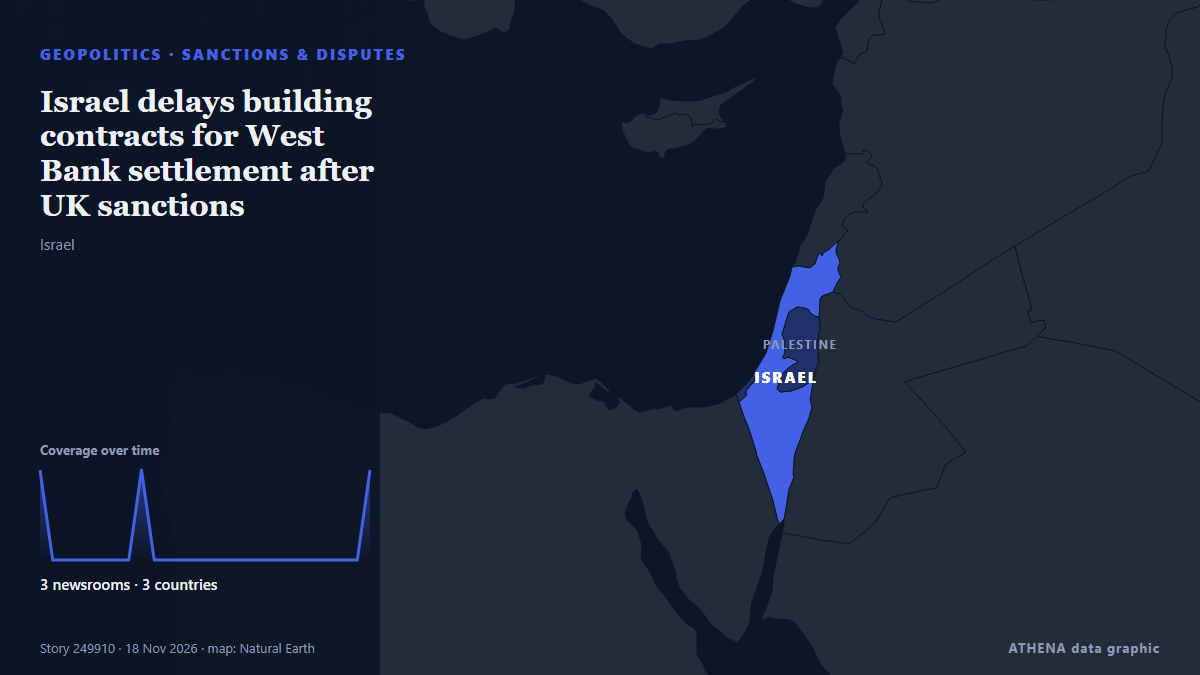 GEOPOLITICS · SANCTIONS & DISPUTES
Israel delays building
contracts for West
Bank settlement after
UK sanctions
Israel
PALESTINE
ISRAEL
Coverage over time
3 newsrooms · 3 countries
Story 249910 · 18 Nov 2026 · map: Natural Earth
ATHENA data graphic